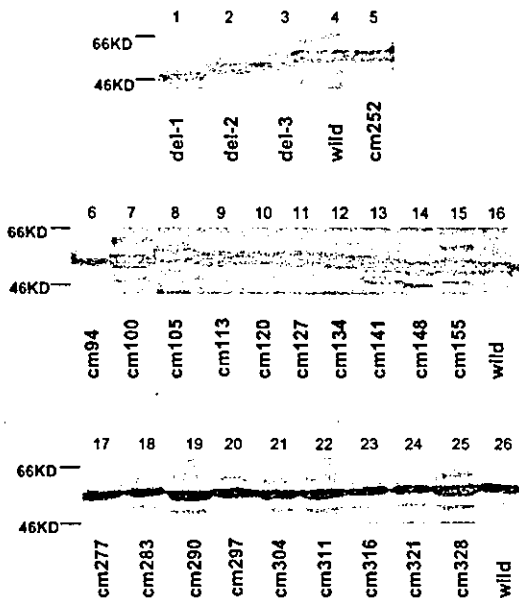 1 2 3 4 5
66KD
46KD
del-1 del-2 del-3 wild cm252
6 7 8 9 10 11 12 13 14 15 16
66KD
46KD
cm94 cm100 cm105 cm113 cm120 cm127 cm134 cm141 cm148 cm155 wild
17 18 19 20 21 22 23 24 25 26
66KD
46KD
cm277 cm283 cm290 cm297 cm304 cm311 cm316 cm321 cm328 wild